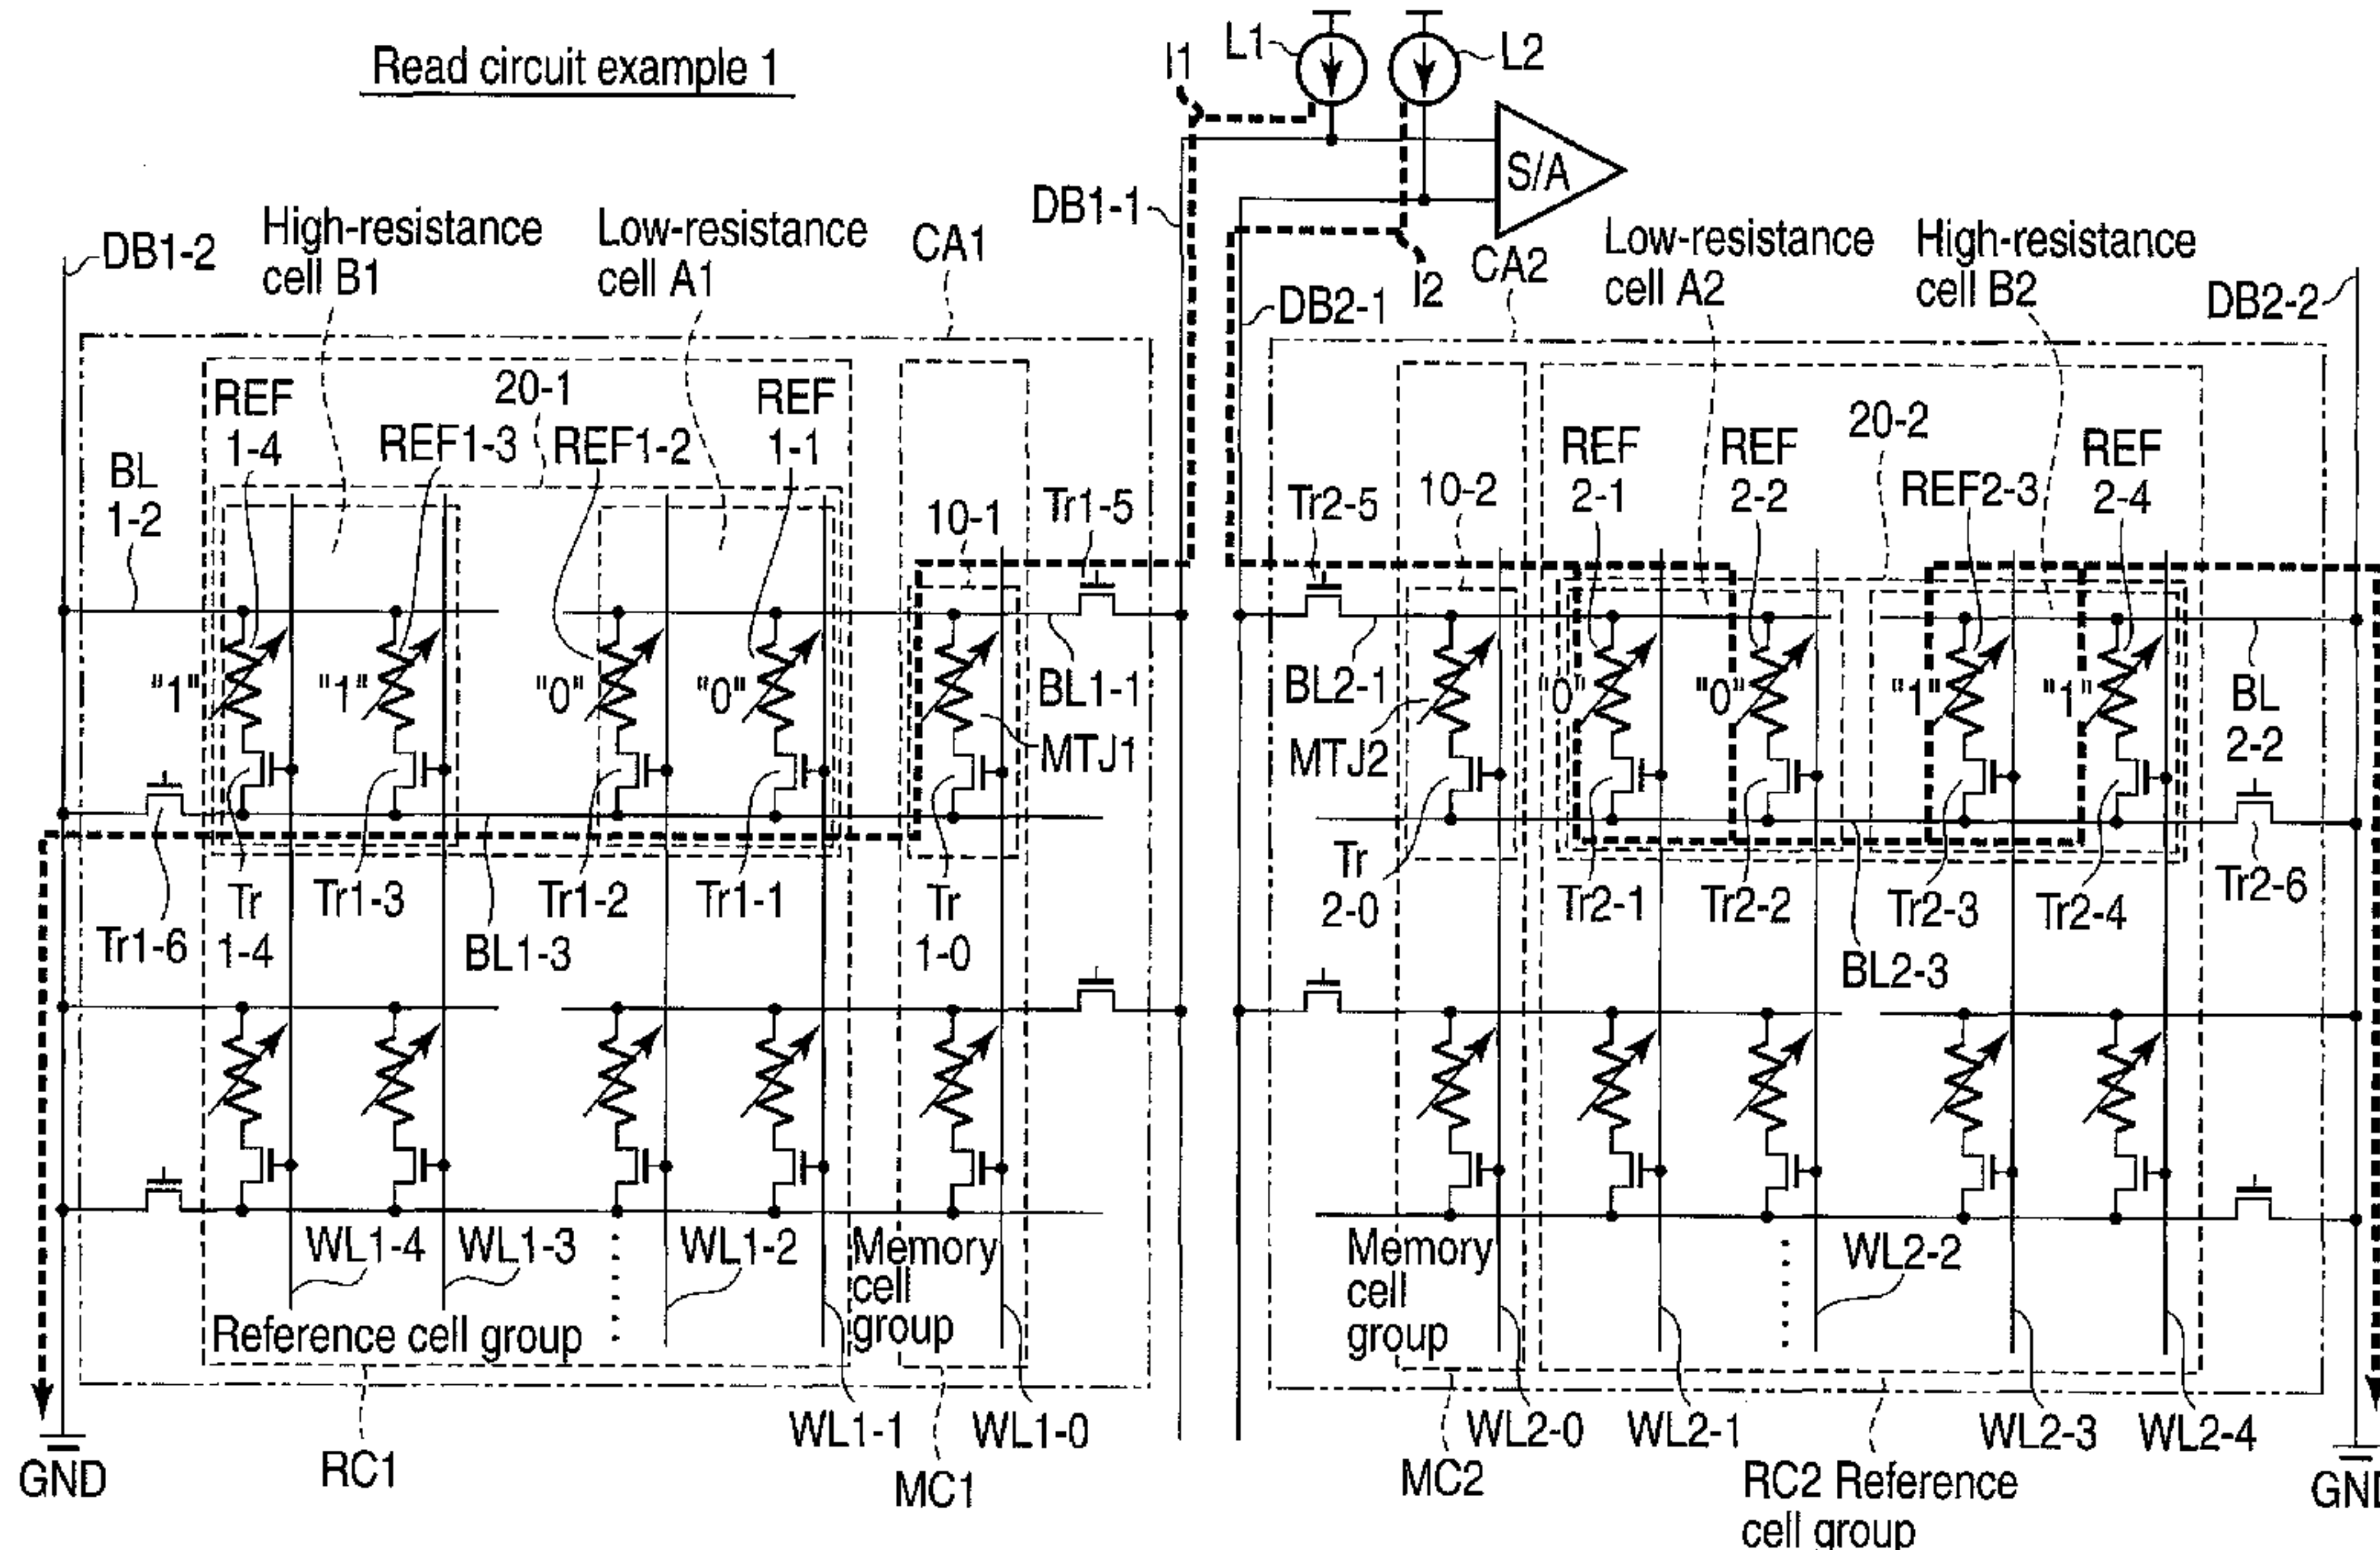 Read circuit example 1
I1
L1
L2
S/A
DB1-1
DB1-2
High-resistance
cell B1
Low-resistance
cell A1
CA1
I2
CA2
DB2-1
Low-resistance
cell A2
High-resistance
cell B2
DB2-2
REF
1-4
20-1
REF1-3
REF1-2
REF
1-1
BL
1-2
10-1
Tr1-5
Tr2-5
10-2
REF
2-1
REF
2-2
20-2
REF2-3
REF
2-4
"1"
"1"
"0"
"0"
BL1-1
MTJ1
BL2-1
MTJ2
"0"
"0"
"1"
"1"
BL
2-2
Tr1-6
Tr
1-4
Tr1-3
BL1-3
Tr1-2
Tr1-1
Tr
1-0
Tr
2-0
Tr2-1
Tr2-2
Tr2-3
Tr2-4
Tr2-6
BL2-3
WL1-4
WL1-3
WL1-2
Memory
cell
group
Reference cell group
Memory
cell
group
WL2-2
GND
RC1
WL1-1
MC1
WL1-0
MC2
WL2-0
WL2-1
RC2 Reference
cell group
WL2-3
WL2-4
GND